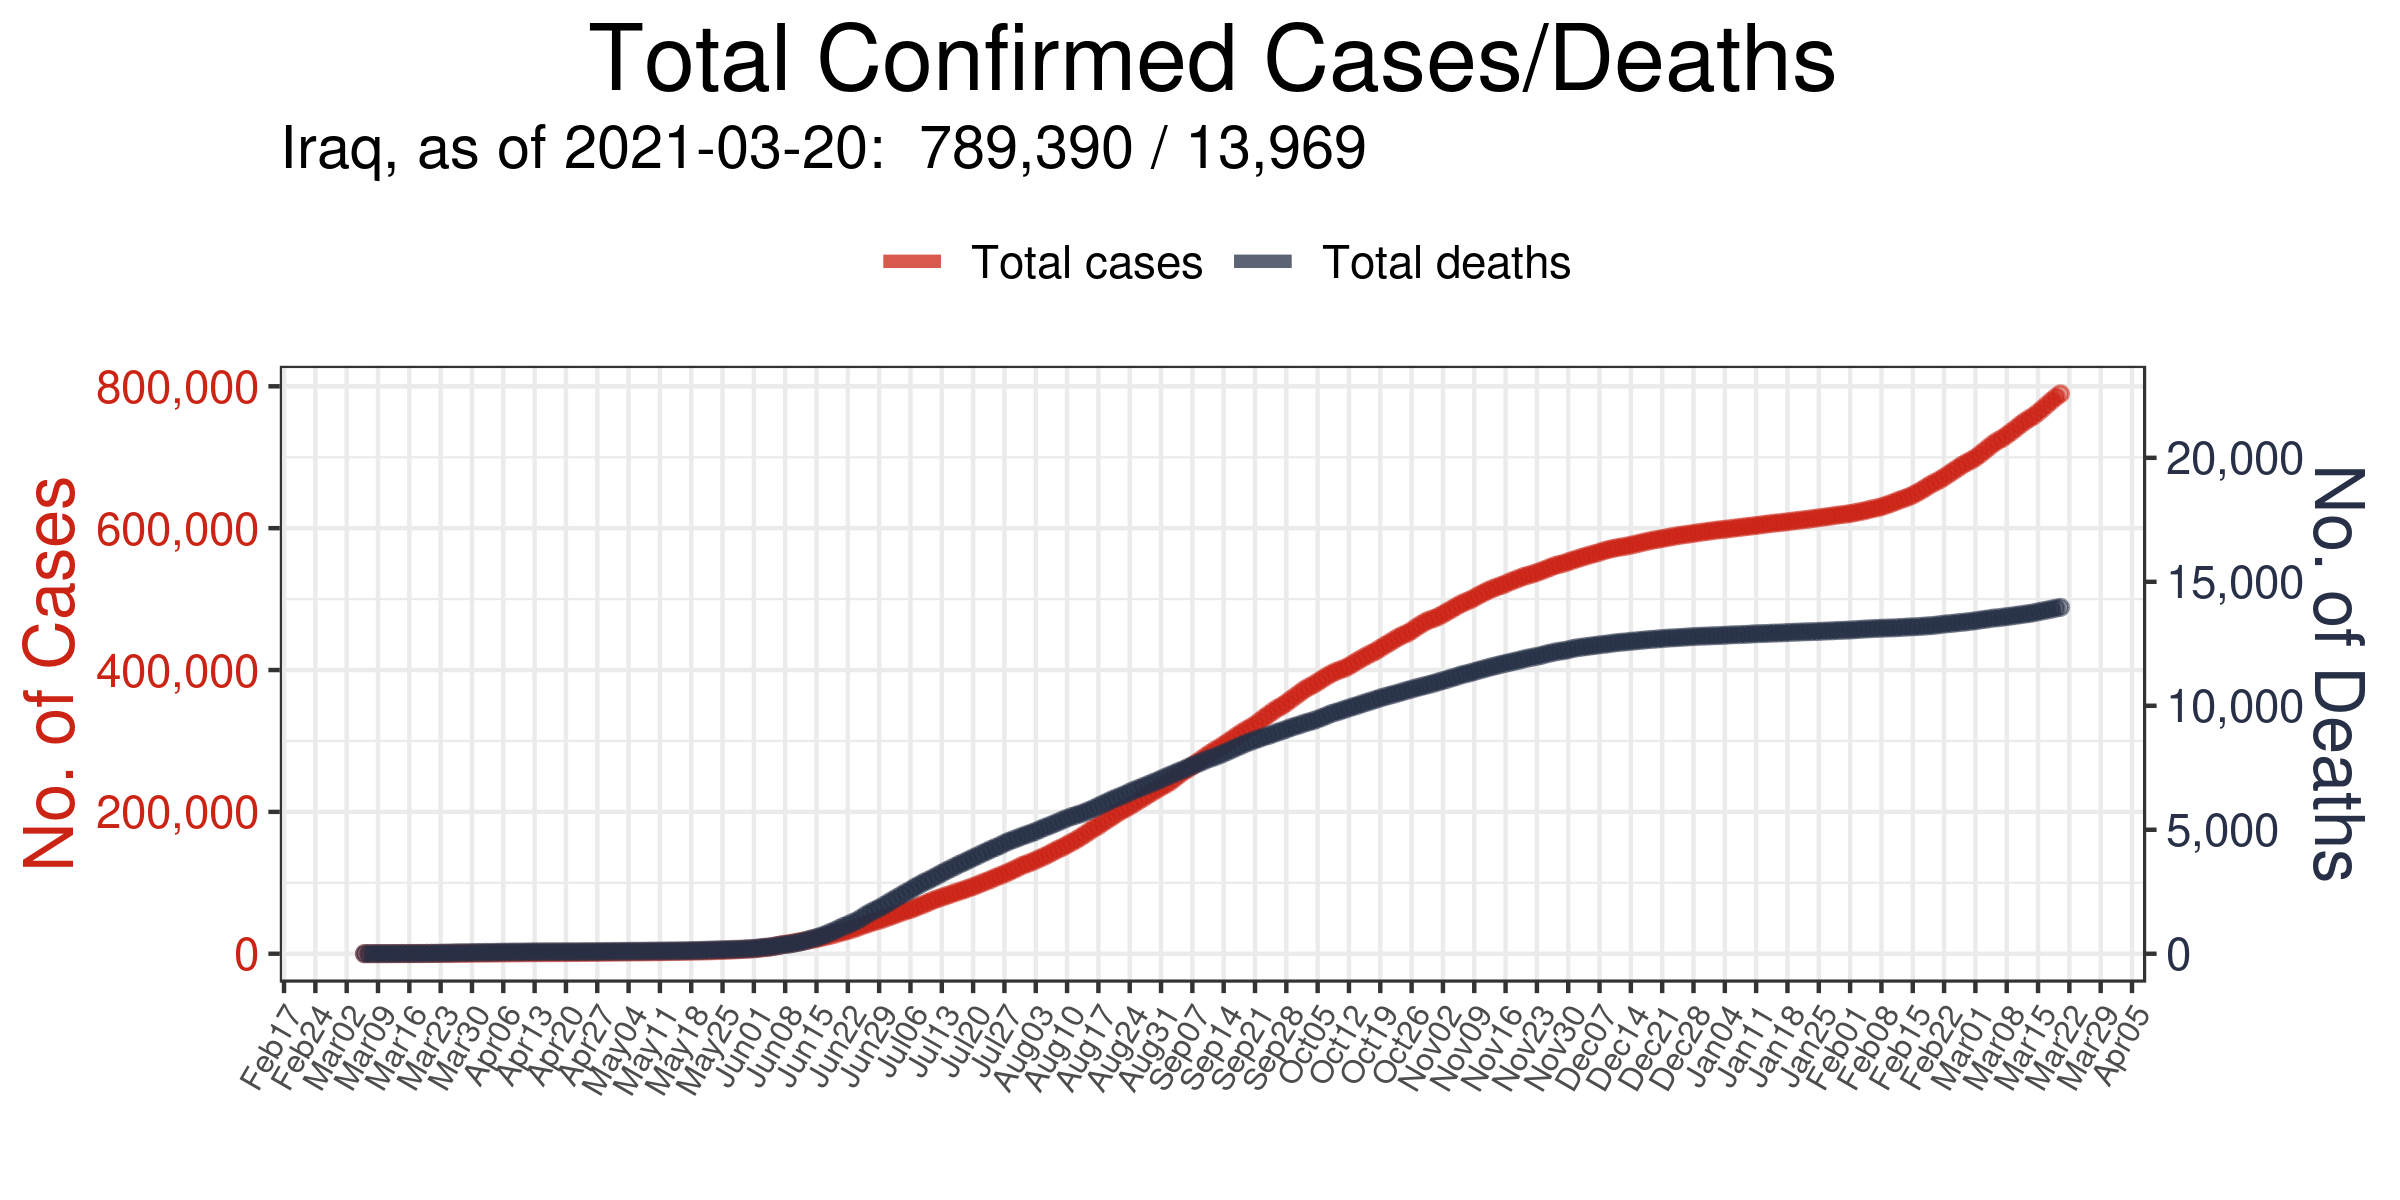 Total Confirmed Cases/Deaths
Iraq, as of 2021-03-20:  789,390 / 13,969
Total cases
Total deaths
No. of Cases
800,000
600,000
400,000
200,000
0
20,000
15,000
10,000
5,000
0
No. of Deaths
Feb17
Feb24
Mar02
Mar09
Mar16
Mar23
Mar30
Apr06
Apr13
Apr20
Apr27
May04
May11
May18
May25
Jun01
Jun08
Jun15
Jun22
Jun29
Jul06
Jul13
Jul20
Jul27
Aug03
Aug10
Aug17
Aug24
Aug31
Sep07
Sep14
Sep21
Sep28
Oct05
Oct12
Oct19
Oct26
Nov02
Nov09
Nov16
Nov23
Nov30
Dec07
Dec14
Dec21
Dec28
Jan04
Jan11
Jan18
Jan25
Feb01
Feb08
Feb15
Feb22
Mar01
Mar08
Mar15
Mar22
Mar29
Apr05